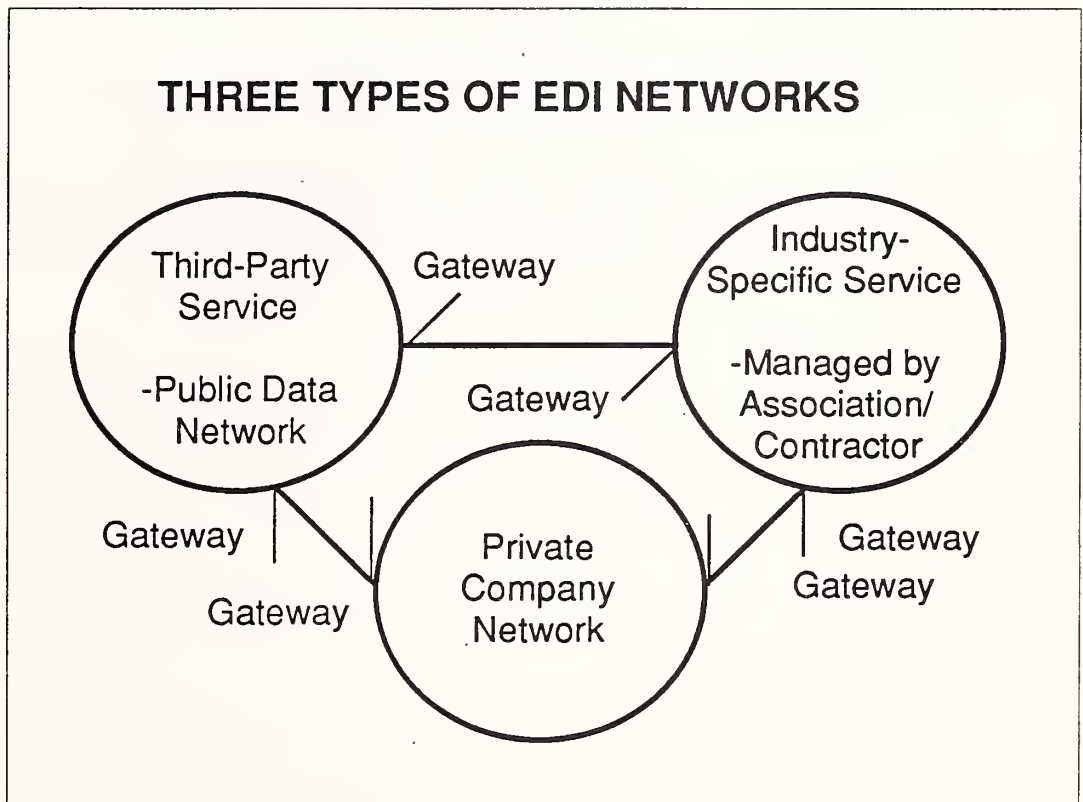 THREE TYPES OF EDI NETWORKS
Third-Party
Service
-Public Data
Network
Gateway
Gateway
Industry-
Specific Service
-Managed by
Association/
Contractor
Gateway
Gateway
Private
Company
Network
Gateway
Gateway